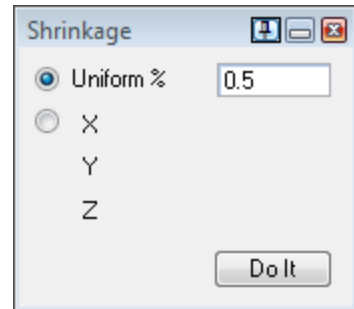 Shrinkage
Uniform % 0.5
X
Y
Z
Do It